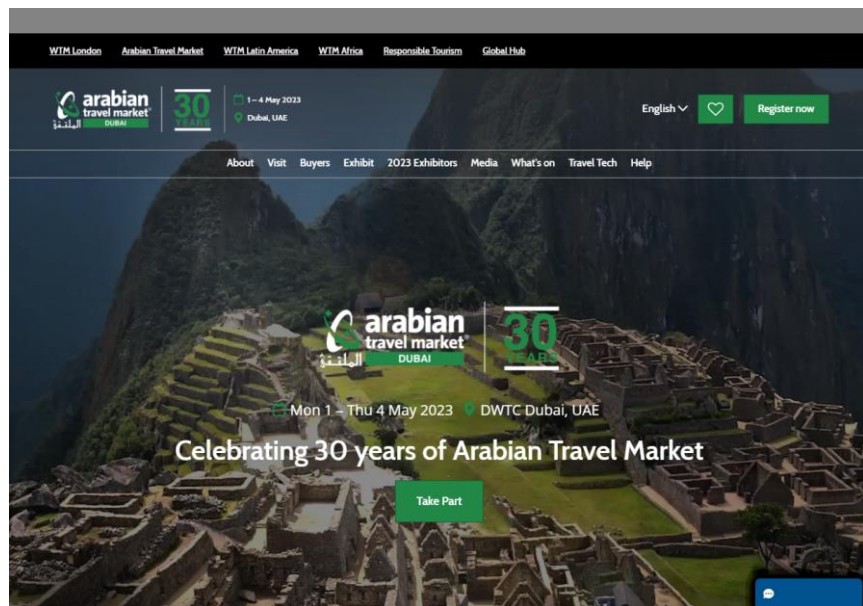 WTM London Arabian Travel Market WTM Latin America WTM Africa Responsible Tourism Global Hub
arabian
travel market
الملتقى DUBAI
30
YEARS
1 – 4 May 2023
Dubai, UAE
English
Register now
About Visit Buyers Exhibit 2023 Exhibitors Media What's on Travel Tech Help
arabian
travel market
الملتقى DUBAI
30
YEARS
Mon 1 – Thu 4 May 2023 DWTC Dubai, UAE
Celebrating 30 years of Arabian Travel Market
Take Part